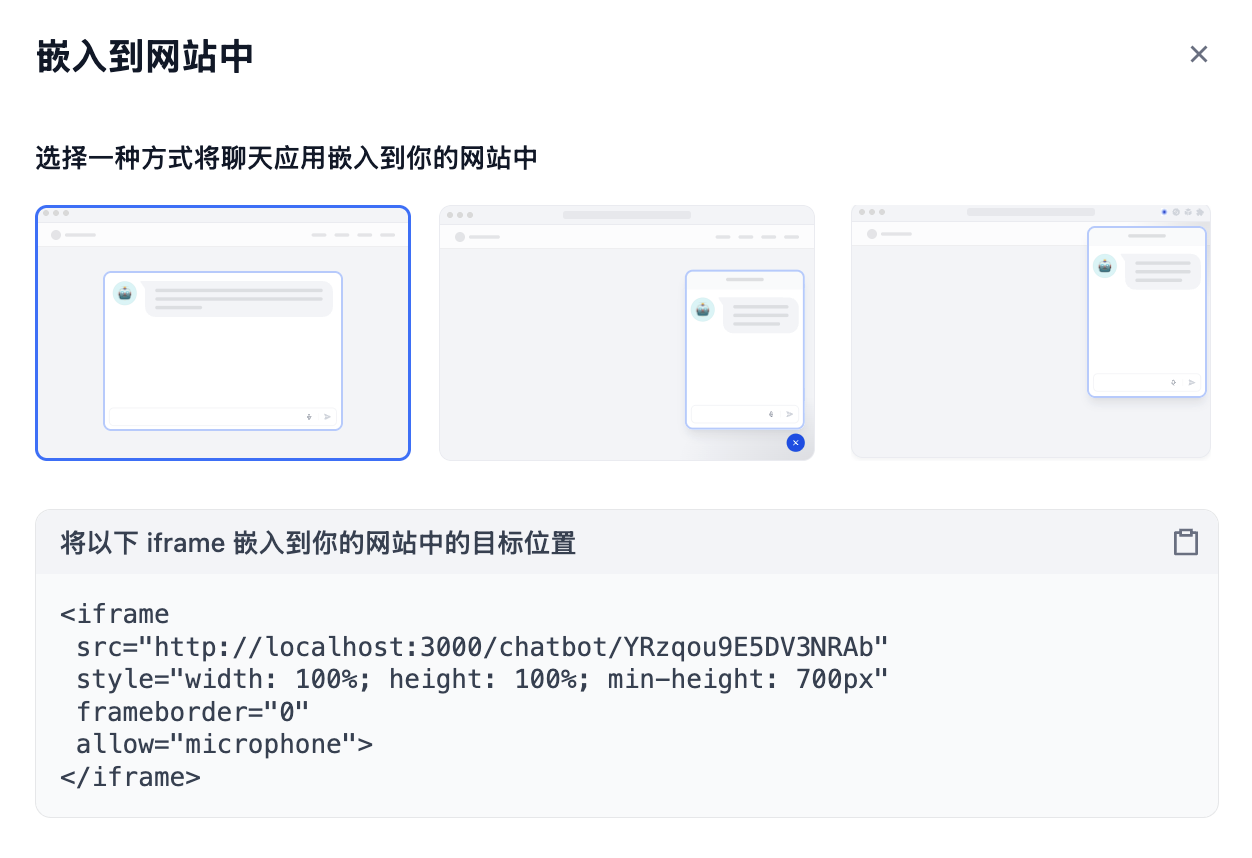 嵌入到网站中
选择一种方式将聊天应用嵌入到你的网站中
将以下 iframe 嵌入到你的网站中的目标位置
<iframe
 src="http://localhost:3000/chatbot/YRzqou9E5DV3NRAb"
 style="width: 100%; height: 100%; min-height: 700px"
 frameborder="0"
 allow="microphone">
</iframe>